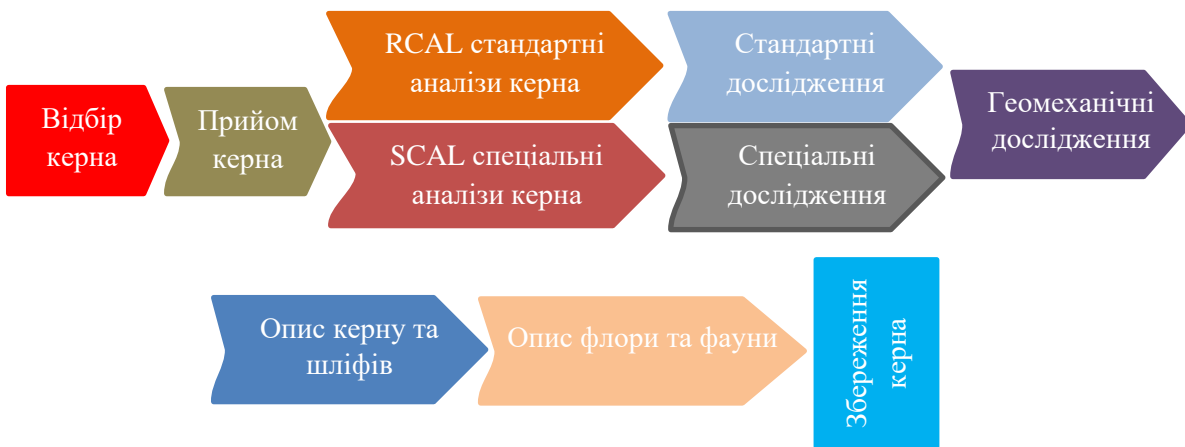 Відбір
керна
Прийом
керна
RCAL стандартні
аналізи керна
SCAL спеціальні
аналізи керна
Стандартні
дослідження
Спеціальні
дослідження
Геомеханічні
дослідження
Опис керну та
шліфів
Опис флори та фауни
Збереження
керна